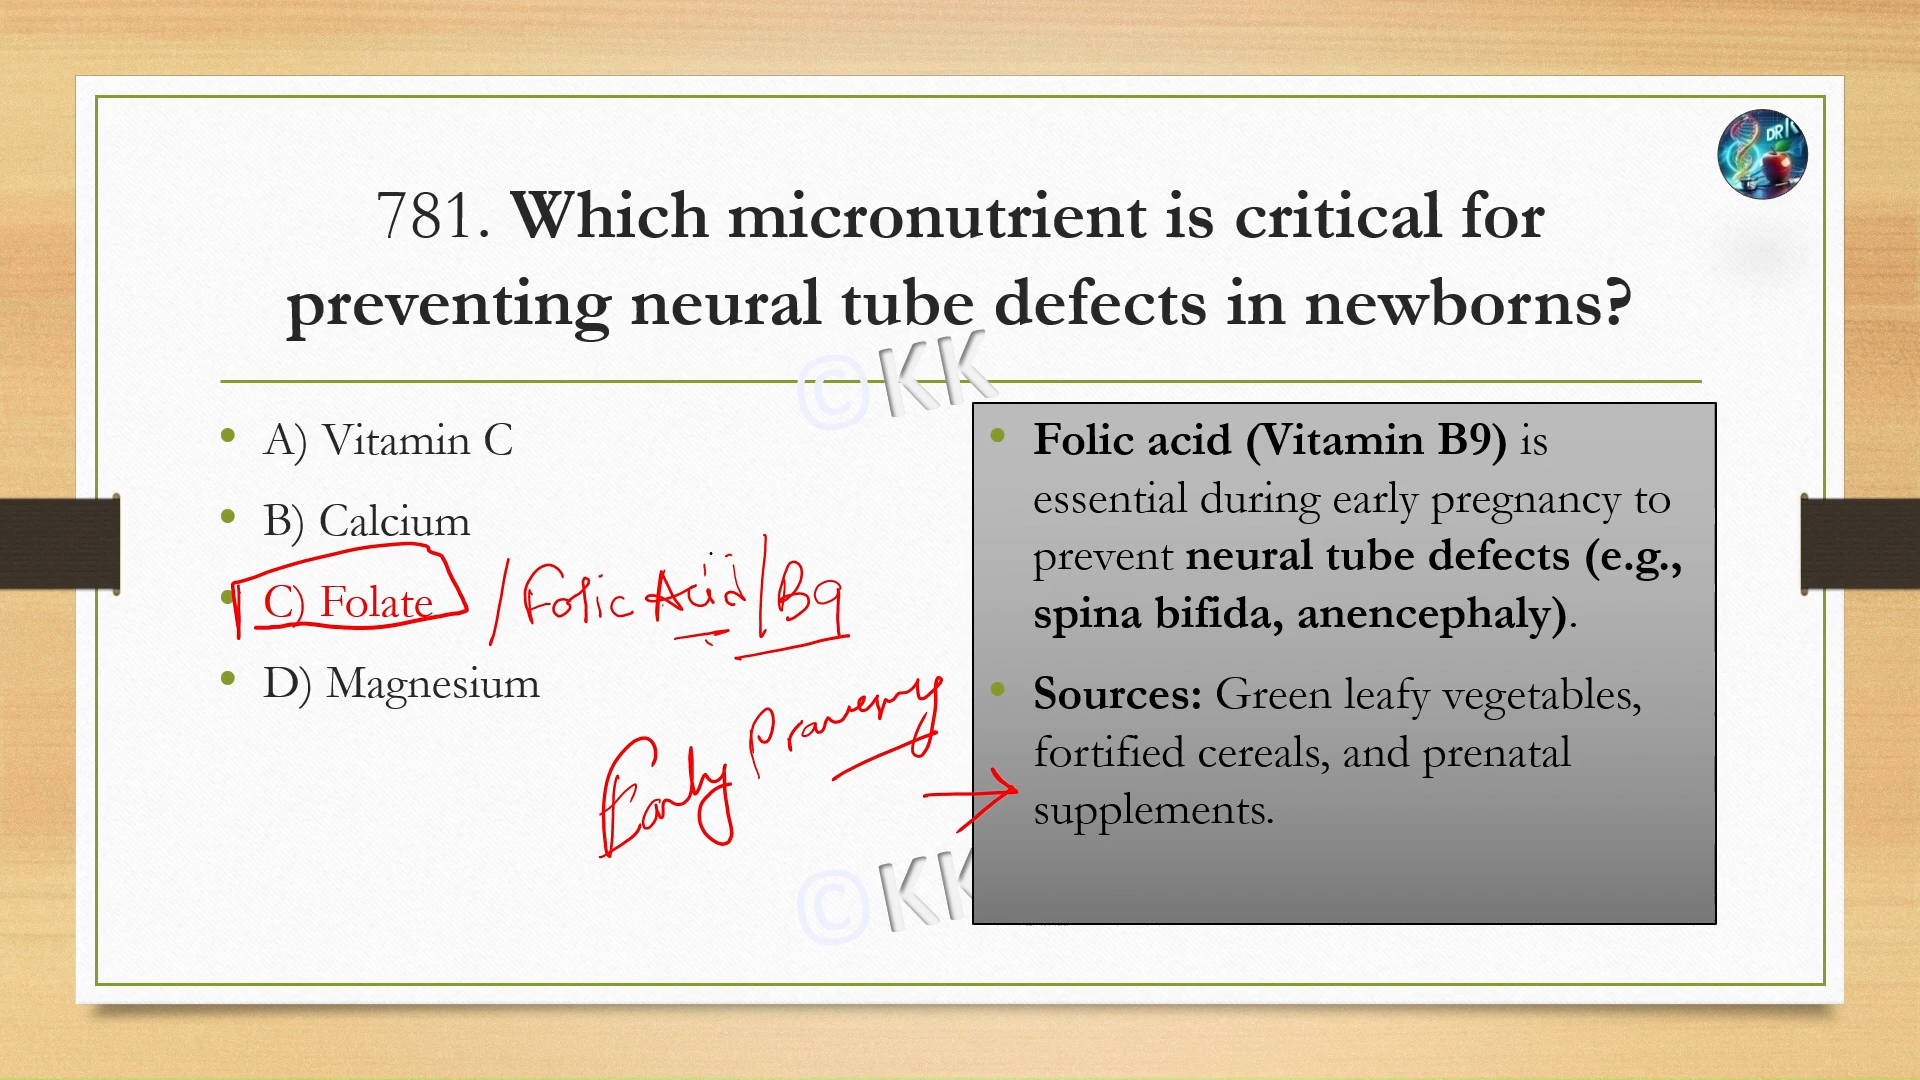 DR K
781. Which micronutrient is critical for
preventing neural tube defects in newborns?
©KK
A) Vitamin C
B) Calcium
C) Folate / Folic Acid / B9
D) Magnesium
Early
Folic acid (Vitamin B9) is
essential during early pregnancy to
prevent neural tube defects (e.g.,
spina bifida, anencephaly).
Sources: Green leafy vegetables,
fortified cereals, and prenatal
supplements.
©KK